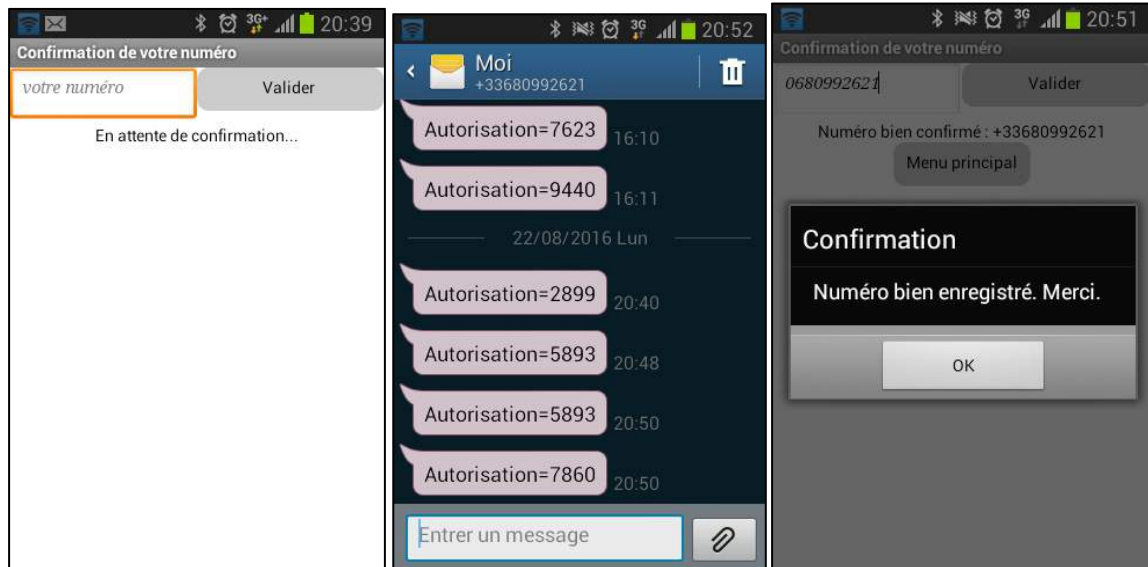 3G+ 20:39
Confirmation de votre numéro
votre numéro Valider
En attente de confirmation...
3G 20:52
Moi
+33680992621
Autorisation=7623 16:10
Autorisation=9440 16:11
22/08/2016 Lun
Autorisation=2899 20:40
Autorisation=5893 20:48
Autorisation=5893 20:50
Autorisation=7860 20:50
Entrer un message
3G 20:51
Confirmation de votre numéro
0680992621 Valider
Numéro bien confirmé : +33680992621
Menu principal
Confirmation
Numéro bien enregistré. Merci.
OK